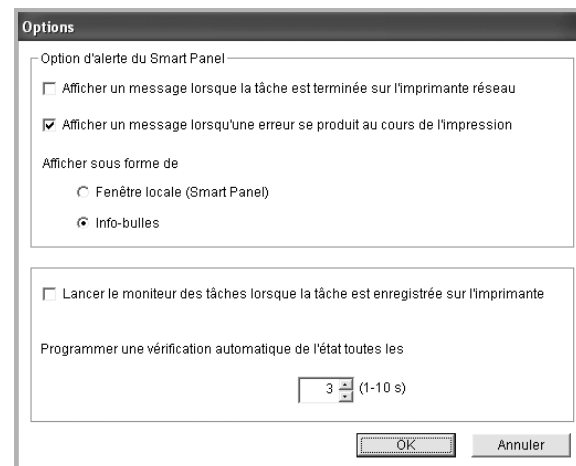 Options
Option d'alerte du Smart Panel
Afficher un message lorsque la tâche est terminée sur l'imprimante réseau
Afficher un message lorsqu'une erreur se produit au cours de l'impression
Afficher sous forme de
Fenêtre locale (Smart Panel)
Info-bulles
Lancer le moniteur des tâches lorsque la tâche est enregistrée sur l'imprimante
Programmer une vérification automatique de l'état toutes les
3 (1-10 s)
OK Annuler